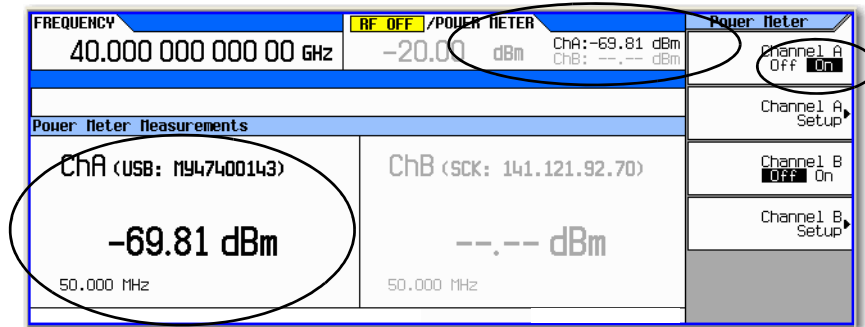 FREQUENCY
40.000 000 000 00 GHz
RF OFF /POWER METER
-20.00 dBm
ChA:-69.81 dBm
ChB: --.-- dBm
Power Meter
Channel A
Off On
Channel A
Setup
Channel B
Off On
Channel B
Setup
Power Meter Measurements
ChA (USB: MY47400143)
-69.81 dBm
50.000 MHz
ChB (SCK: 141.121.92.70)
--.-- dBm
50.000 MHz